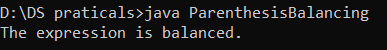 D:\DS praticals>java ParenthesisBalancing
The expression is balanced.